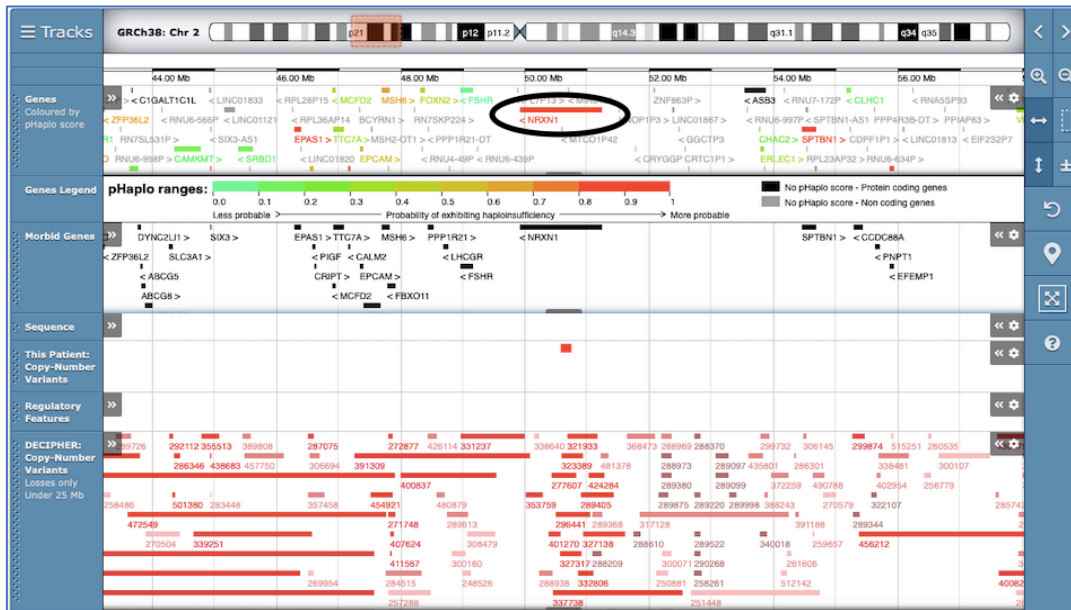 Tracks
GRCh38: Chr 2
p21
p12
p11.2
q14.3
q31.1
q34
q35
44.00 Mb
46.00 Mb
48.00 Mb
50.00 Mb
52.00 Mb
54.00 Mb
56.00 Mb
Genes
Coloured by
pHaplo score
< C1GALT1C1L
< LINC01833
< RPL26P15
< MCFD2
MSH6 >
FOXN2 >
< FSHR
ZNF863P >
< ASB3
< RNU7-172P
< CLHC1
< RNA5SP93
< ZFP36L2
< RNU6-566P
< LINC01121
< RPL36AP14
BCYRN1 >
< RN7SKP224
< NRXN1
< LINC01867
< RNU6-997P
< SPTBN1-AS1
PPP4R3B-DT >
< PPIAP63
RN7SL531P >
< SIX3-AS1
EPAS1 >
TTC7A >
< MSH2-OT1
< PPP1R21-DT
< MTCO1P42
< GGCTP3
CHAC2 >
SPTBN1 >
CDPF1P1 >
< LINC01813
< EIF2S2P7
RNU6-958P >
< CAMKMT
< SRBD1
< LINC01820
EPCAM >
< RNU4-49P
< RNU6-439P
< CRYGGP
CRTC1P1 >
ERLEC1 >
RPL23AP32 >
< RNU6-634P
Genes Legend
pHaplo ranges:
0.0
0.1
0.2
0.3
0.4
0.5
0.6
0.7
0.8
0.9
1
Less probable
Probability of exhibiting haploinsufficiency
More probable
No pHaplo score - Protein coding genes
No pHaplo score - Non coding genes
Morbid Genes
DYNC2LI1 >
< SIX3
EPAS1 >
TTC7A >
MSH6 >
PPP1R21 >
< NRXN1
SPTBN1 >
< CCDC88A
< ZFP36L2
SLC3A1 >
< PIGF
< CALM2
< LHCGR
< PNPT1
< ABCG5
CRIPT >
EPCAM >
< FSHR
< EFEMP1
ABCG8 >
< MCFD2
< FBXO11
Sequence
This Patient:
Copy-Number
Variants
Regulatory
Features
DECIPHER:
Copy-Number
Variants
Losses only
Under 25 Mb
292112
355513
389808
287075
272877
426114
331237
338640
321933
368473
288969
288370
299732
306145
299874
515251
260535
286346
438683
457750
306694
391309
323389
481378
288973
289097
435801
286301
338481
300107
400837
277607
424284
289380
289099
372259
490788
402954
256779
258486
501380
283448
357458
454921
480879
353759
289405
289875
289220
289998
388243
270579
322107
472549
271748
289613
296441
289368
317128
391188
289344
270504
339251
407624
308479
401270
327138
288610
289522
340018
259657
456212
411567
300160
327317
288209
300071
290268
261606
269954
284515
248526
288938
332806
250881
258261
512142
257288
337738
251448